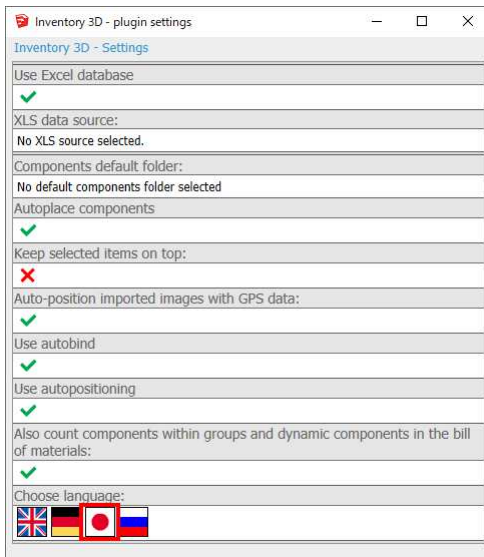 Inventory 3D - plugin settings
Inventory 3D - Settings
Use Excel database
XLS data source:
No XLS source selected.
Components default folder:
No default components folder selected
Autoplace components
Keep selected items on top:
Auto-position imported images with GPS data:
Use autobind
Use autopositioning
Also count components within groups and dynamic components in the bill
of materials:
Choose language: